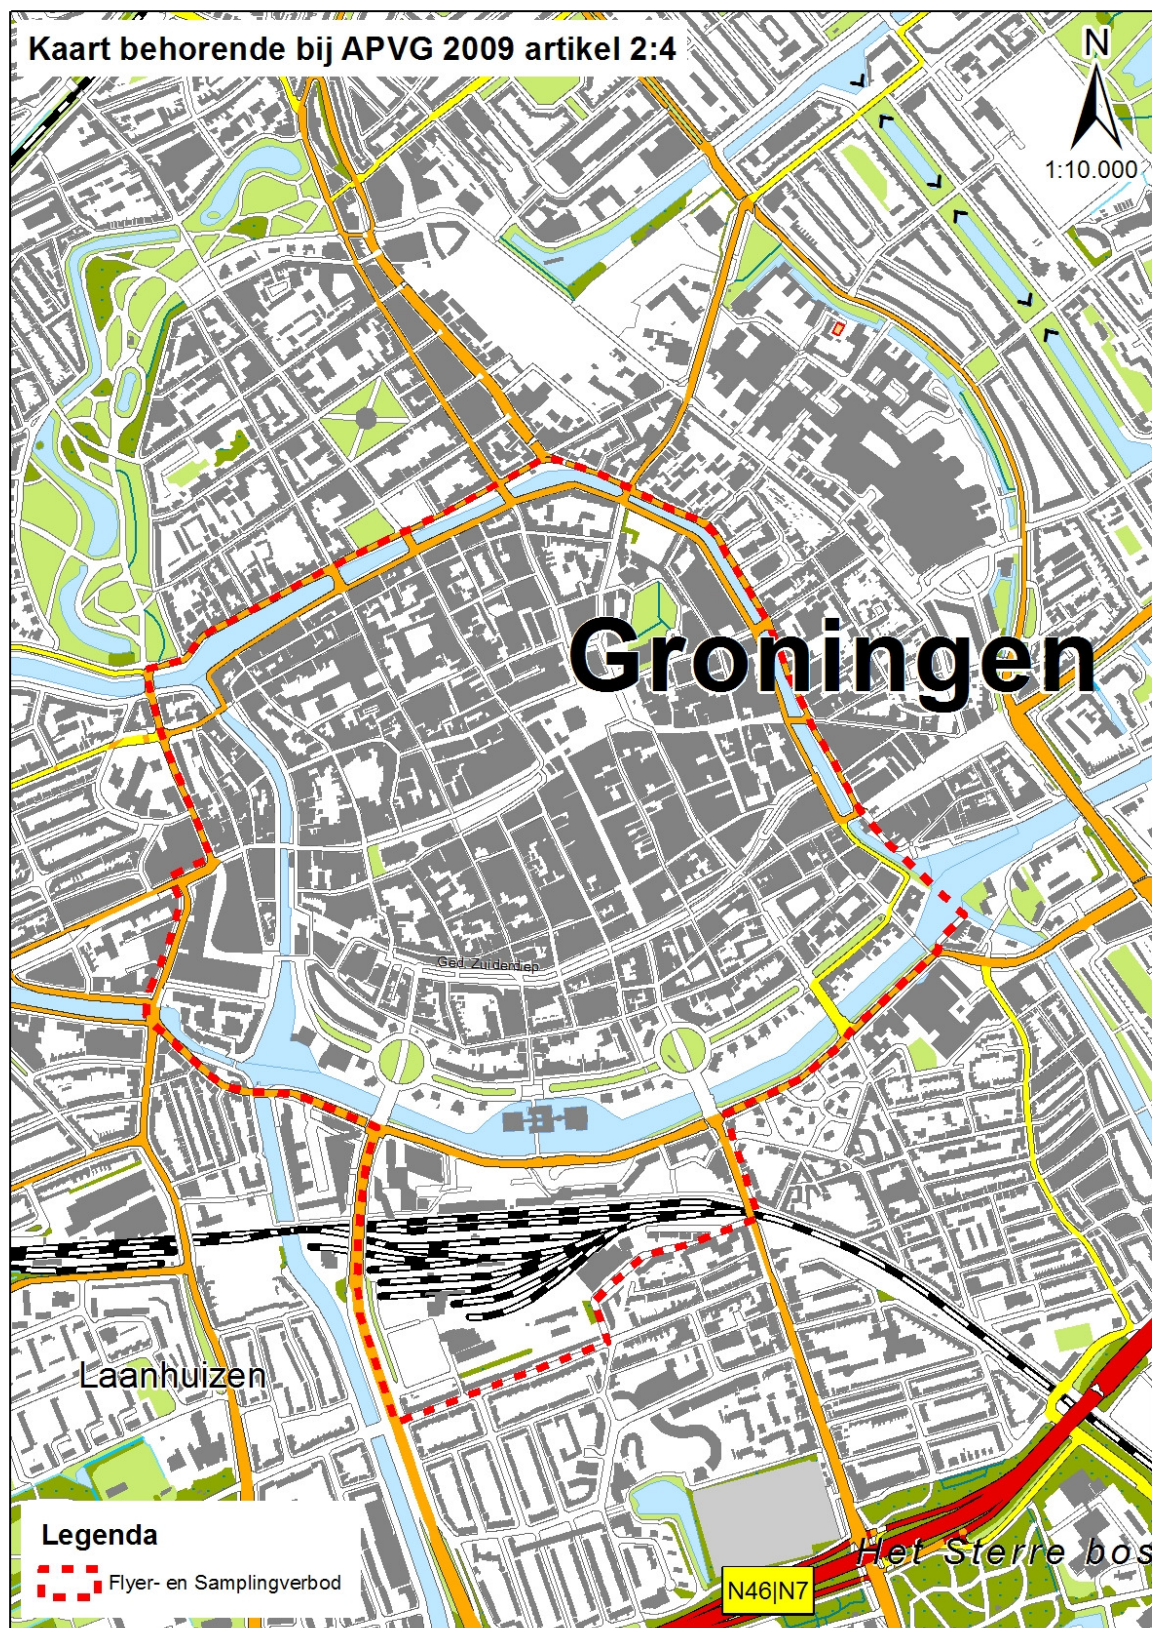 Kaart behorende bij APVG 2009 artikel 2:4
N
1:10.000
Groningen
Ged. Zuiderdiep
Laanhuizen
Legenda
Flyer- en Samplingverbod
Het Sterre bos
N46|N7